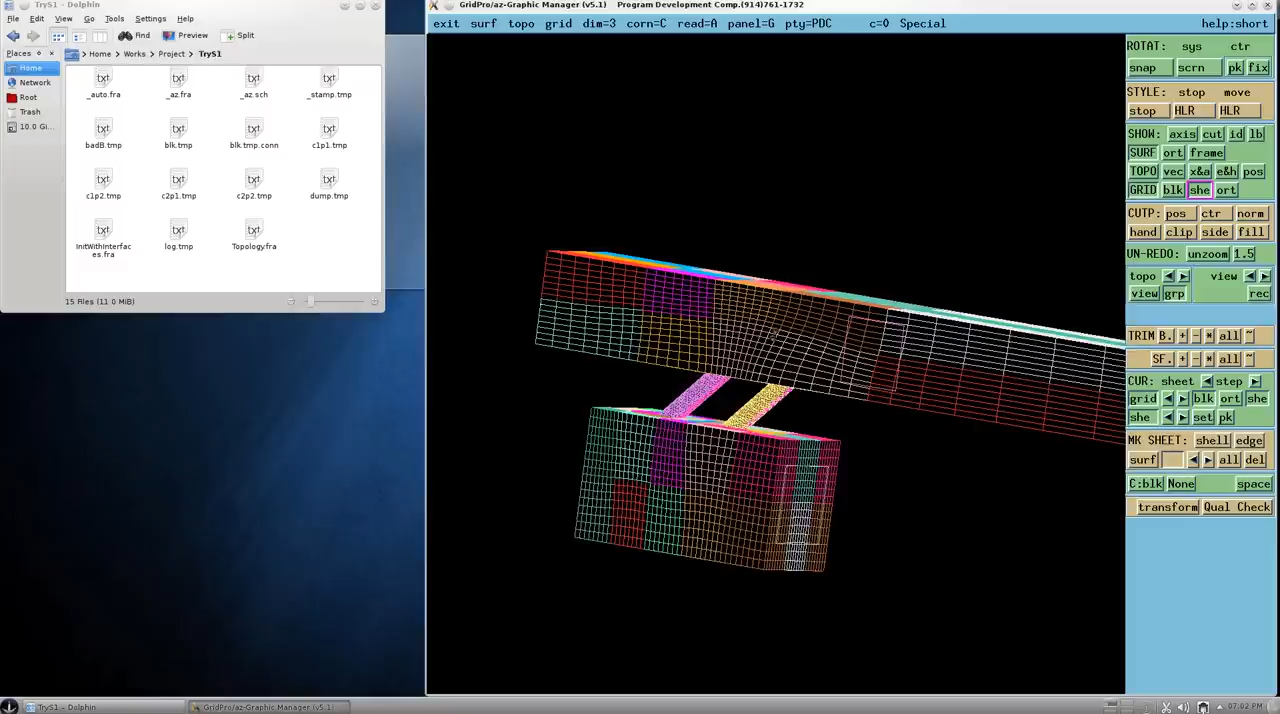 TryS1 - Dolphin
File Edit View Go Tools Settings Help
Find Preview Split
Places
Home
Network
Root
Trash
10.0 Gi...
Home Works Project TryS1
_auto.fra _az.fra _az.sch _stamp.tmp
badB.tmp blk.tmp blk.tmp.conn c1p1.tmp
c1p2.tmp c2p1.tmp c2p2.tmp dump.tmp
InitWithInterfac
es.fra
log.tmp Topology.fra
15 Files (11.0 MiB)
GridPro/az-Graphic Manager (v5.1) Program Development Comp.(914)761-1732
exit surf topo grid dim=3 corn=C read=A panel=G pty=PDC c=0 Special help:short
ROTAT: sys ctr
snap scrn pk fix
STYLE: stop move
stop HLR HLR
SHOW: axis cut id lb
SURF ort frame
TOPO vec x&a e&h pos
GRID blk she ort
CUTP: pos ctr norm
hand clip side fill
UN-REDO: unzoom 1.5
topo view
view grp rec
TRIM B. + - * all ~
SF. + - * all ~
CUR: sheet step
grid blk ort she
she set pk
MK SHEET: shell edge
surf all del
C:blk None space
transform Qual Check
TryS1 - Dolphin
GridPro/az-Graphic Manager (v5.1)
07:02 PM